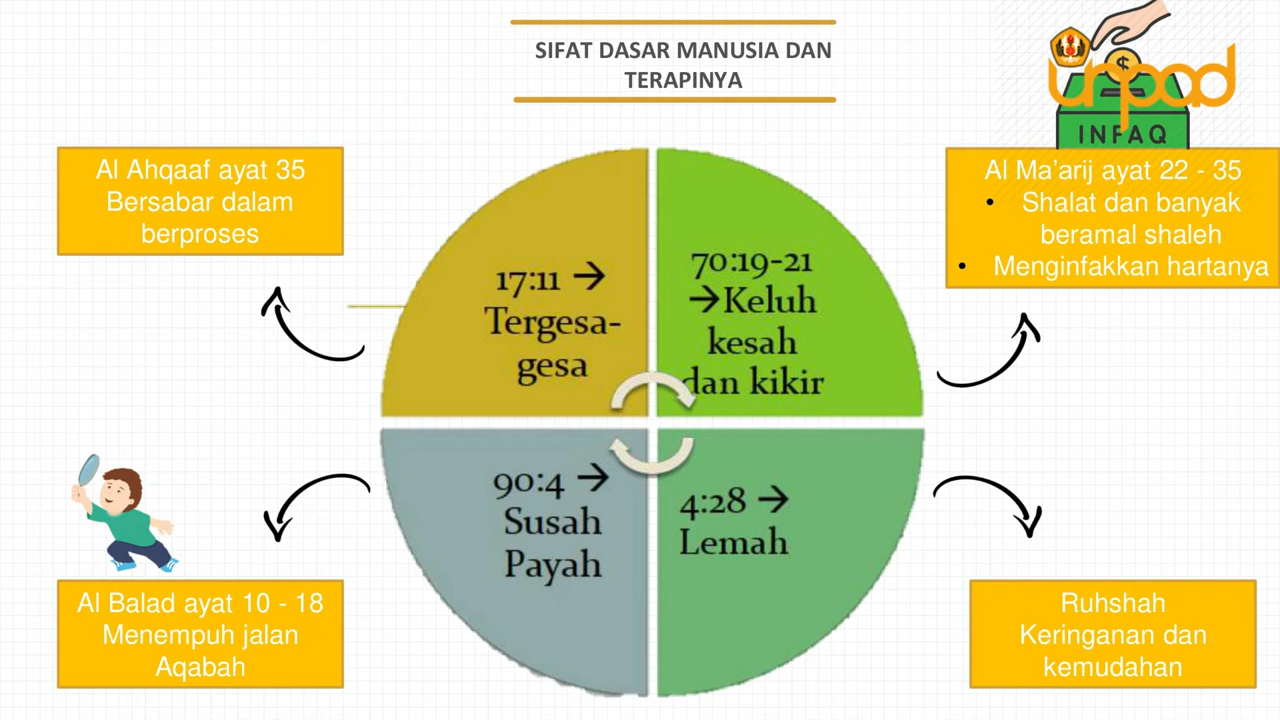 SIFAT DASAR MANUSIA DAN
TERAPINYA
unpad
$
INFAQ
Al Ahqaaf ayat 35
Bersabar dalam
berproses
Al Ma’arij ayat 22 - 35
• Shalat dan banyak
beramal shaleh
• Menginfakkan hartanya
17:11 →
Tergesa-
gesa
70:19-21
→Keluh
kesah
dan kikir
90:4 →
Susah
Payah
4:28 →
Lemah
Al Balad ayat 10 - 18
Menempuh jalan
Aqabah
Ruhshah
Keringanan dan
kemudahan